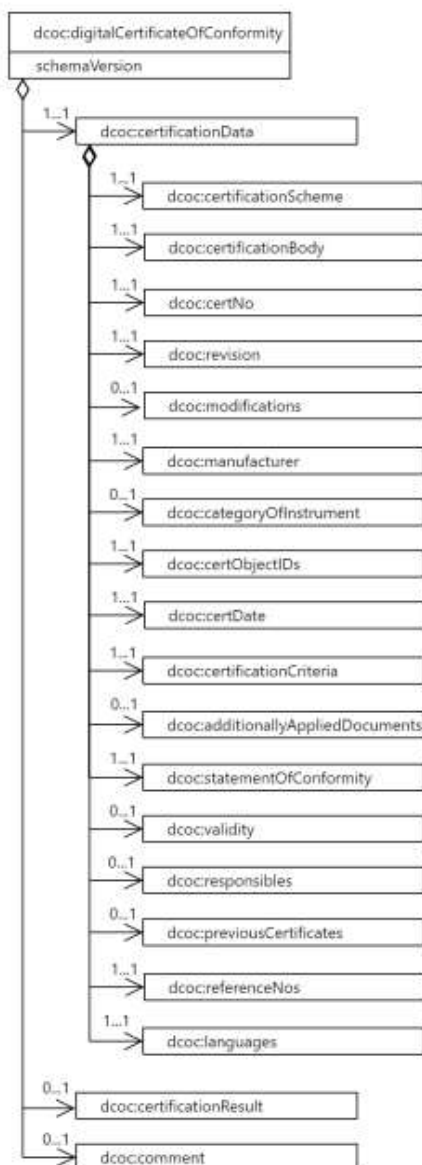 dcoc:digitalCertificateOfConformity
schemaVersion
1...1
dcoc:certificationData
1...1
dcoc:certificationScheme
1...1
dcoc:certificationBody
1...1
dcoc:certNo
1...1
dcoc:revision
0...1
dcoc:modifications
1...1
dcoc:manufacturer
0...1
dcoc:categoryOfInstrument
1...1
dcoc:certObjectIDs
1...1
dcoc:certDate
1...1
dcoc:certificationCriteria
0...1
dcoc:additionallyAppliedDocuments
1...1
dcoc:statementOfConformity
0...1
dcoc:validity
0...1
dcoc:responsibles
0...1
dcoc:previousCertificates
1...1
dcoc:referenceNos
1...1
dcoc:languages
0...1
dcoc:certificationResult
0...1
dcoc:comment